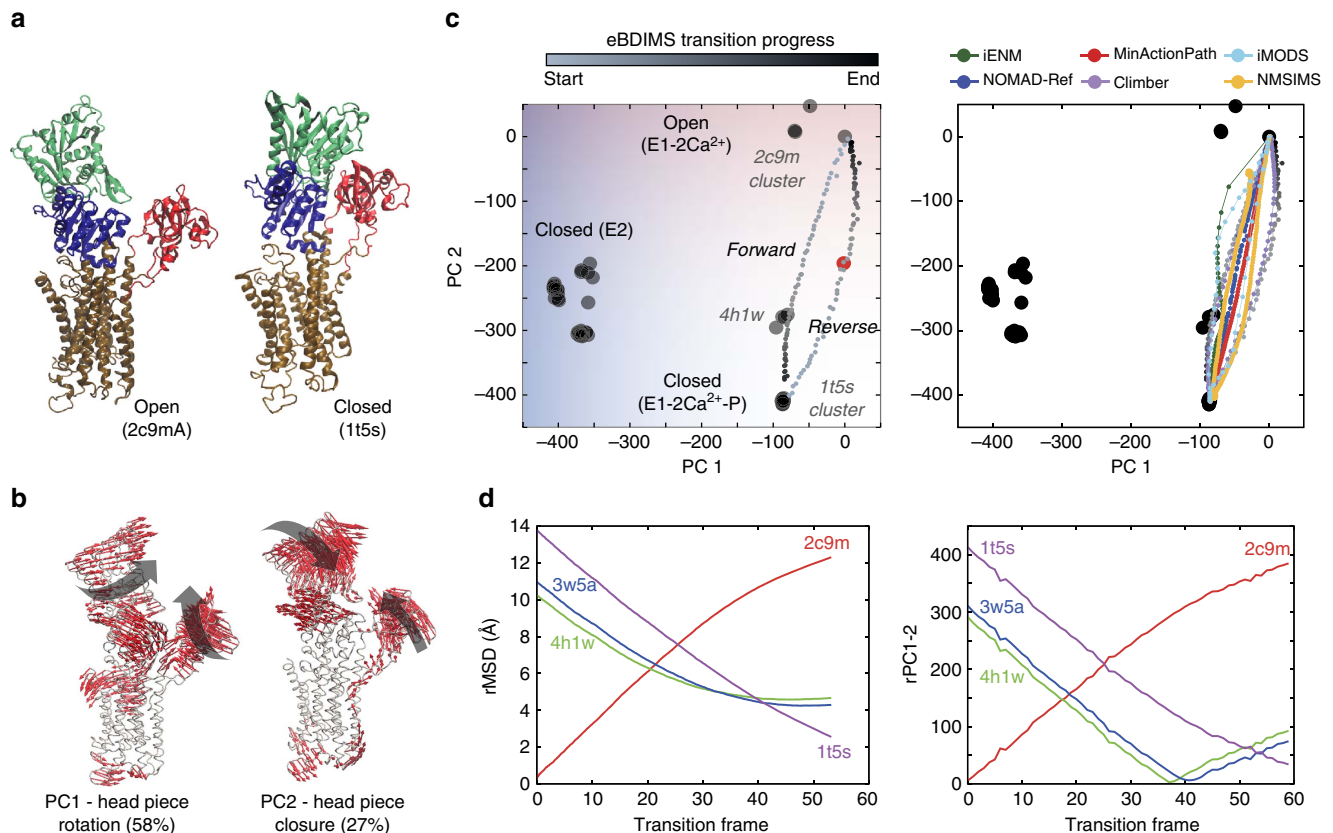 a
Open
(2c9mA)
Closed
(1t5s)
b
PC1 - head piece
rotation (58%)
PC2 - head piece
closure (27%)
c
eBDIMS transition progress
Start
End
Open
(E1-2Ca²⁺)
2c9m
cluster
Closed (E2)
Forward
4h1w
Reverse
Closed
(E1-2Ca²⁺-P)
1t5s
cluster
0
−100
−200
−300
−400
PC 2
−400
−300
−200
−100
0
PC 1
iENM
MinActionPath
iMODS
NOMAD-Ref
Climber
NMSIMS
0
−100
−200
−300
−400
−400
−300
−200
−100
0
PC 1
d
14
12
10
8
6
4
2
0
rMSD (Å)
2c9m
3w5a
4h1w
1t5s
0
10
20
30
40
50
60
Transition frame
400
300
200
100
0
rPC1-2
1t5s
2c9m
3w5a
4h1w
0
10
20
30
40
50
60
Transition frame